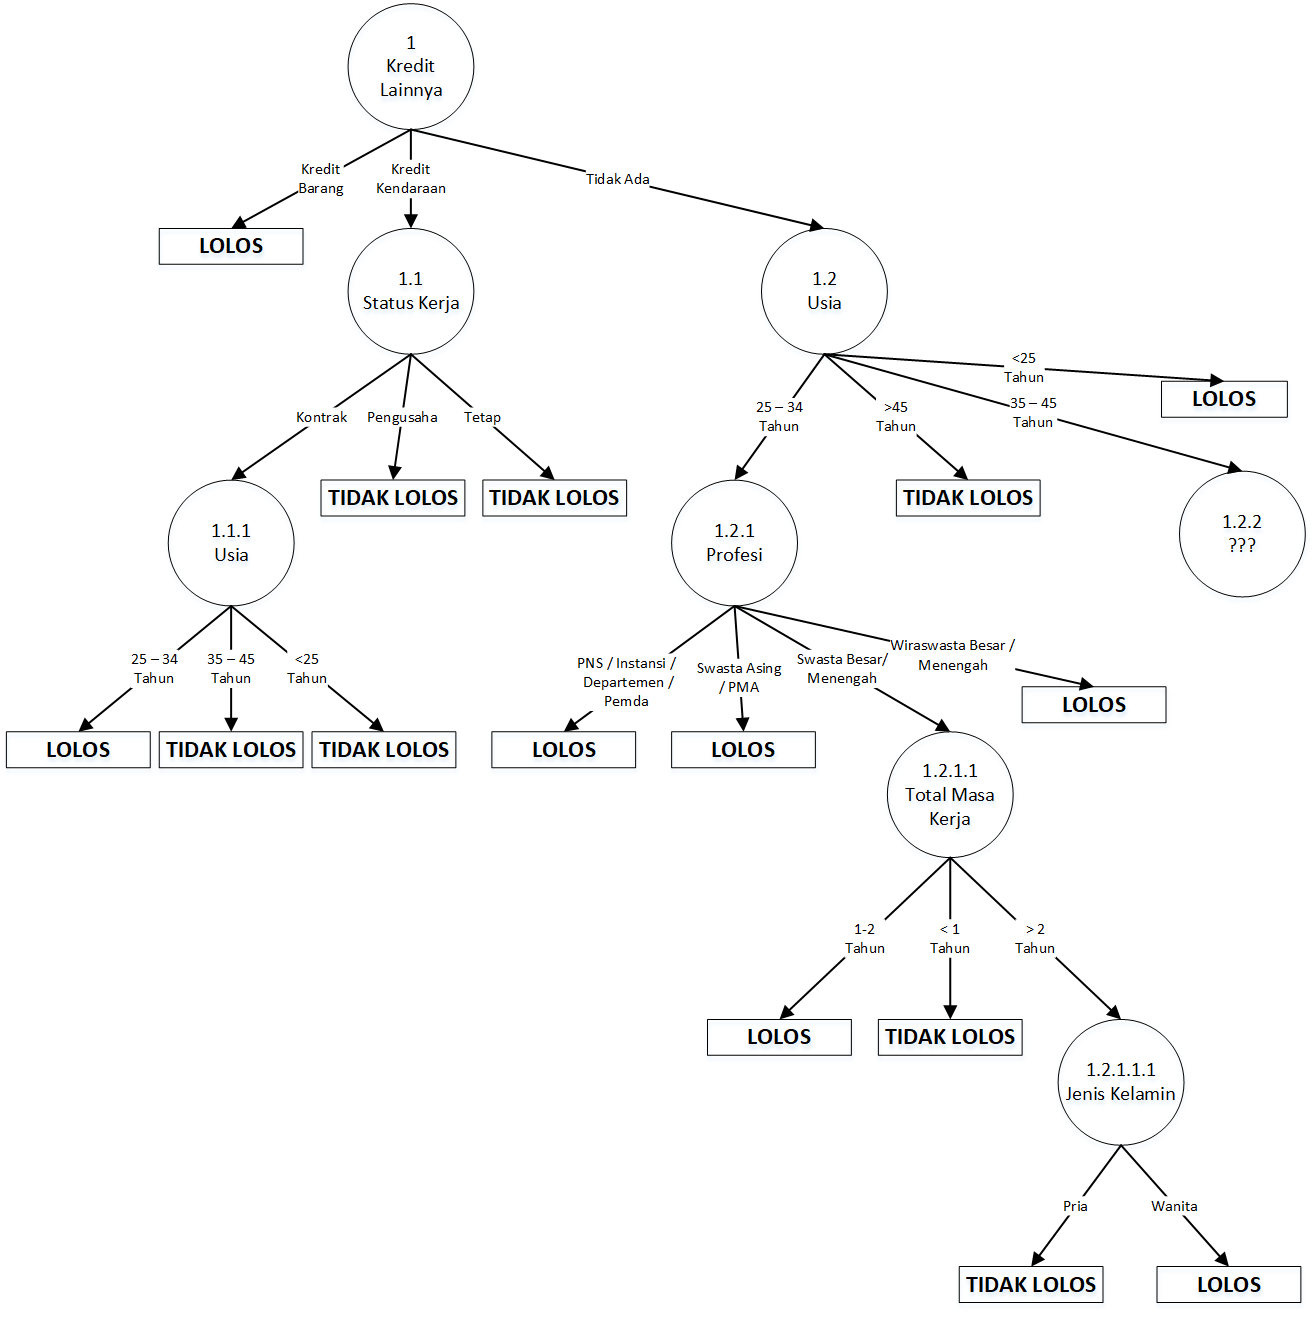 1
Kredit
Lainnya
Kredit
Barang
Kredit
Kendaraan
Tidak Ada
LOLOS
1.1
Status Kerja
1.2
Usia
<25
Tahun
LOLOS
Kontrak
Pengusaha
Tetap
25 – 34
Tahun
>45
Tahun
35 – 45
Tahun
1.1.1
Usia
TIDAK LOLOS
TIDAK LOLOS
1.2.1
Profesi
TIDAK LOLOS
1.2.2
???
25 – 34
Tahun
35 – 45
Tahun
<25
Tahun
PNS / Instansi /
Departemen /
Pemda
Swasta Asing
/ PMA
Swasta Besar/
Menengah
Wiraswasta Besar /
Menengah
LOLOS
LOLOS
TIDAK LOLOS
TIDAK LOLOS
LOLOS
LOLOS
1.2.1.1
Total Masa
Kerja
1-2
Tahun
< 1
Tahun
> 2
Tahun
LOLOS
TIDAK LOLOS
1.2.1.1.1
Jenis Kelamin
Pria
Wanita
TIDAK LOLOS
LOLOS